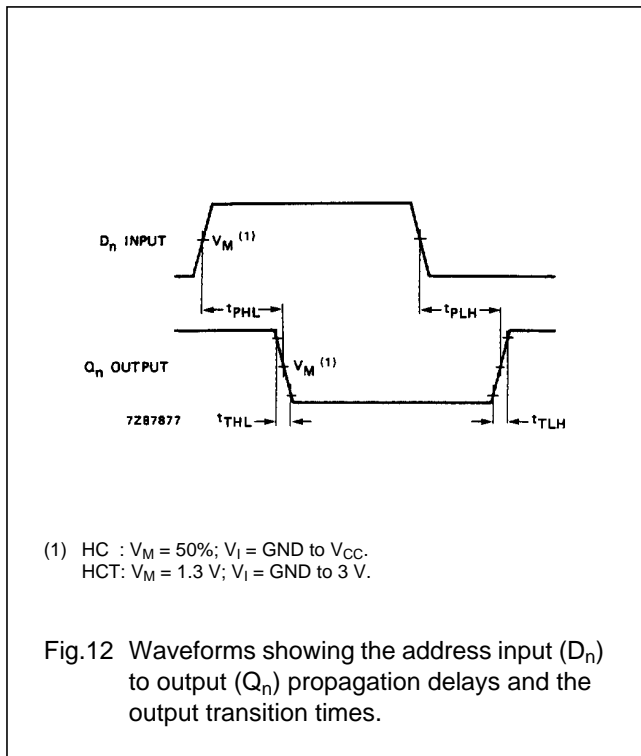 Dn INPUT
VM (1)
tPHL
tPLH
Qn OUTPUT
VM (1)
7Z87877
tTHL
tTLH
(1) HC : VM = 50%; VI = GND to VCC.
HCT: VM = 1.3 V; VI = GND to 3 V.
Fig.12 Waveforms showing the address input (Dn)
to output (Qn) propagation delays and the
output transition times.